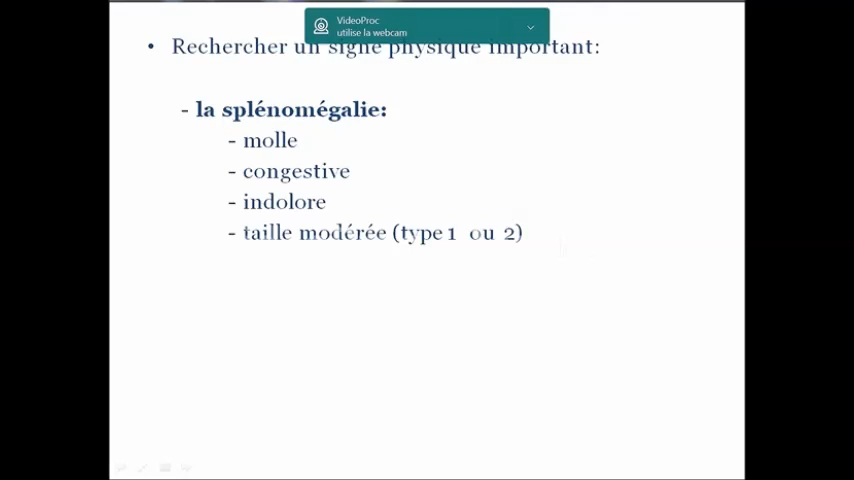 VideoProc
utilise la webcam
• Rechercher un signe physique important:
- la splénomégalie:
- molle
- congestive
- indolore
- taille modérée (type 1 ou 2)